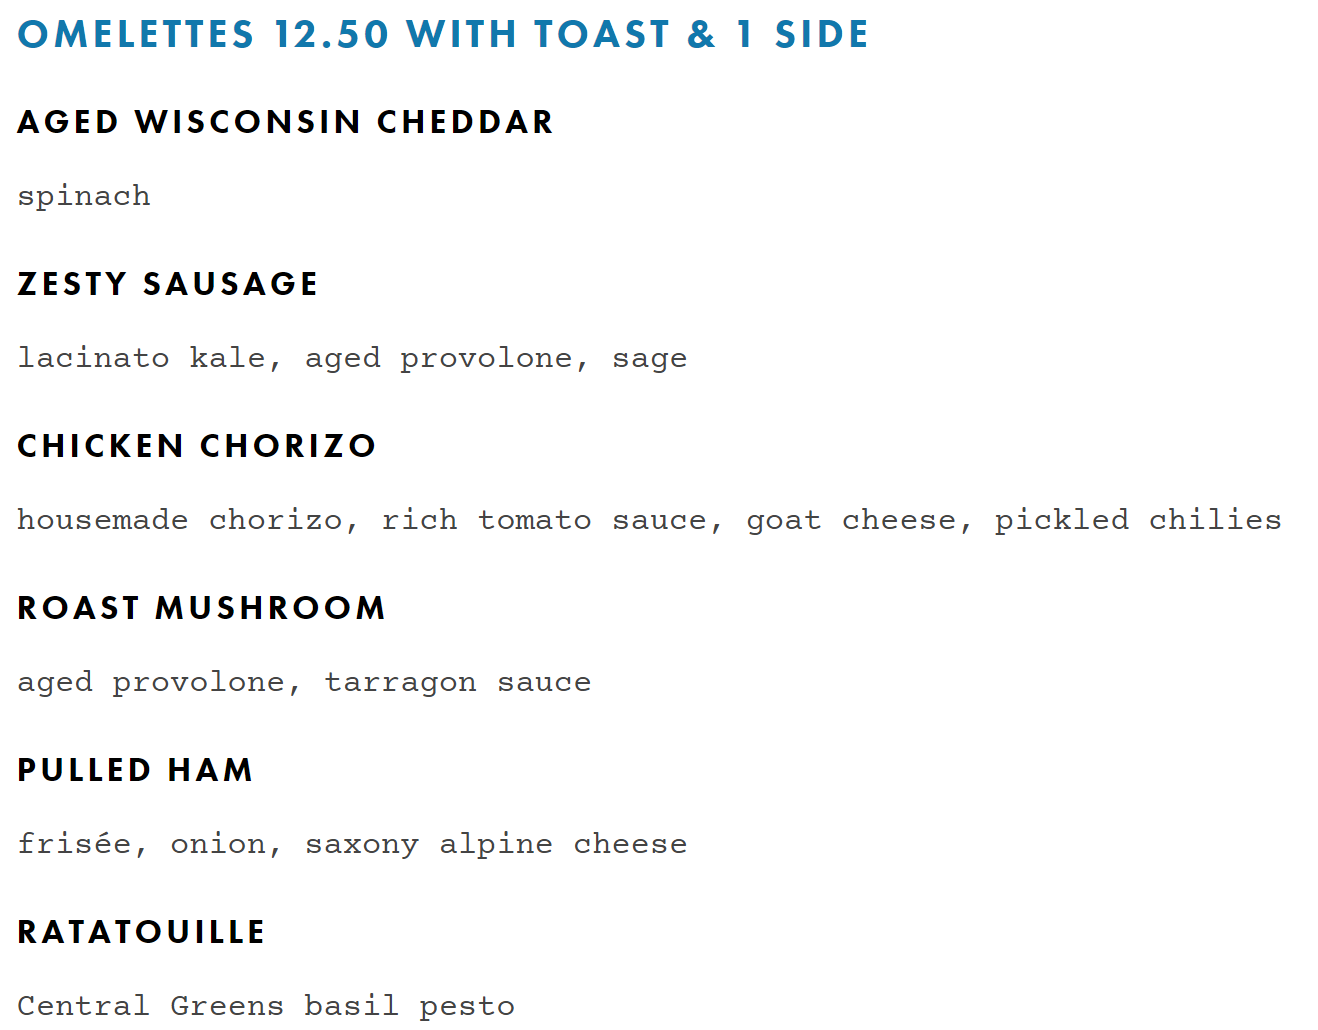 OMELETTES 12.50 WITH TOAST & 1 SIDE
AGED WISCONSIN CHEDDAR
spinach
ZESTY SAUSAGE
lacinato kale, aged provolone, sage
CHICKEN CHORIZO
housemade chorizo, rich tomato sauce, goat cheese, pickled chilies
ROAST MUSHROOM
aged provolone, tarragon sauce
PULLED HAM
frisée, onion, saxony alpine cheese
RATATOUILLE
Central Greens basil pesto